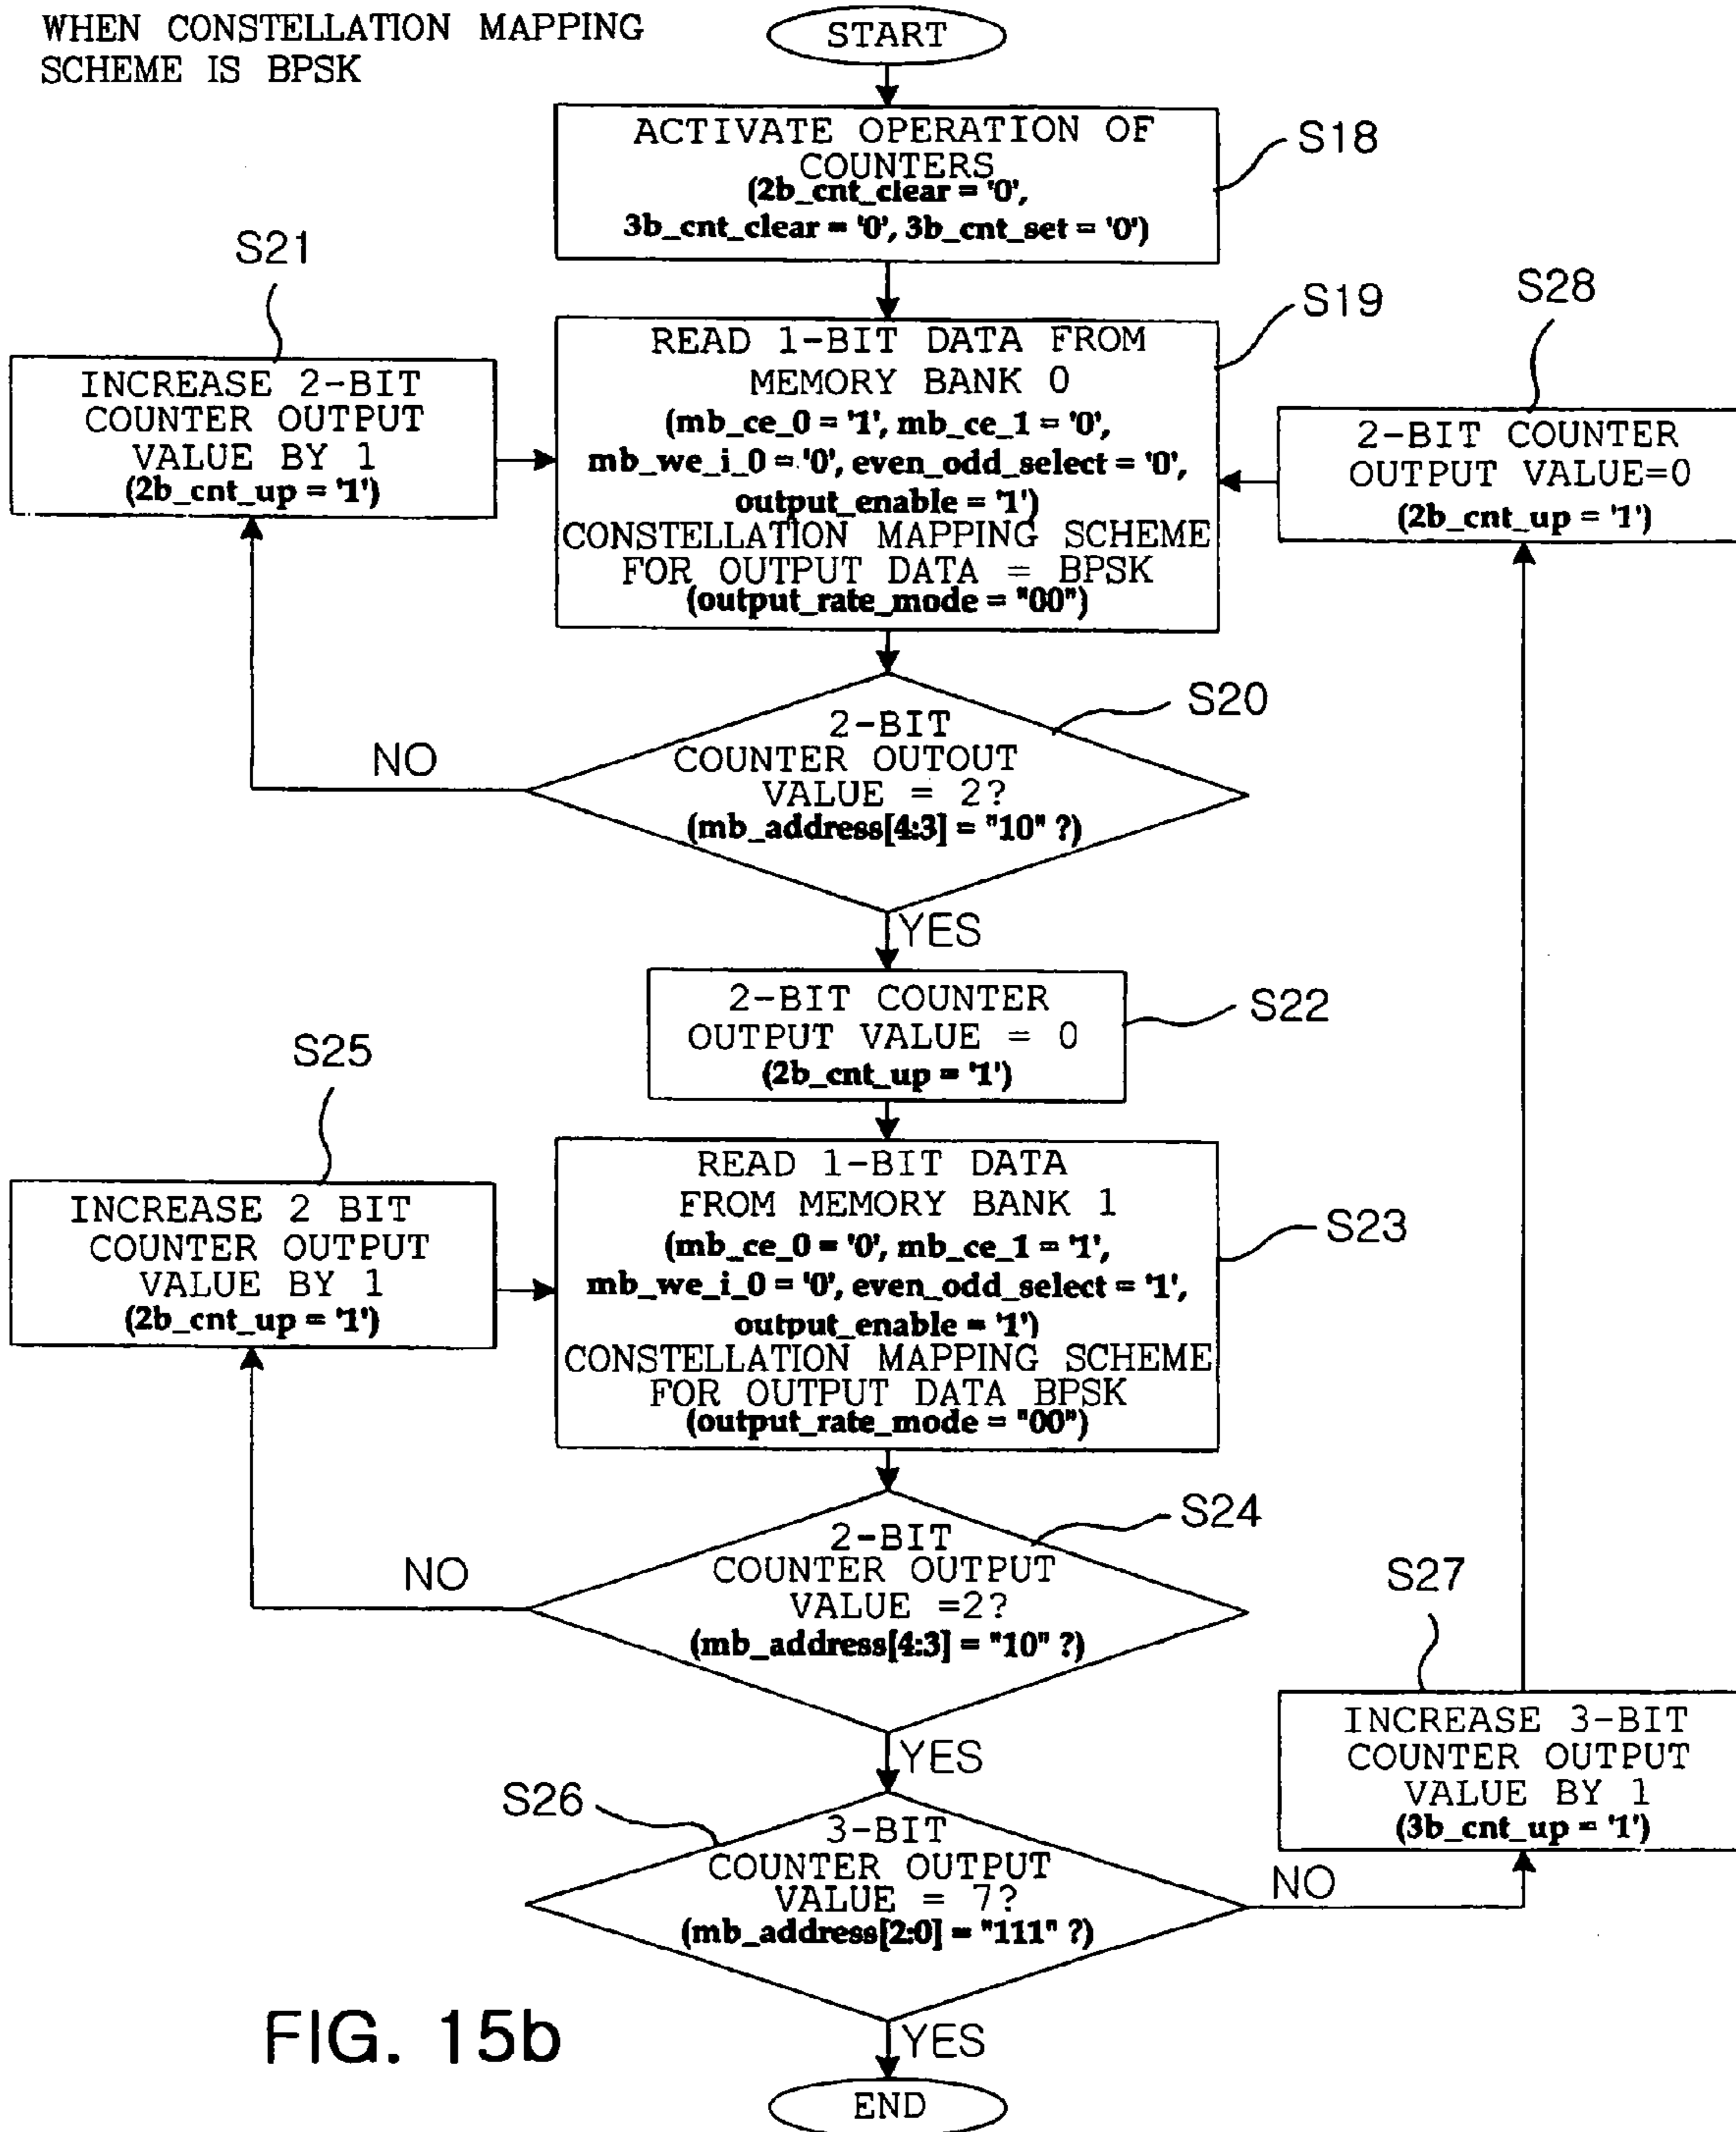 WHEN CONSTELLATION MAPPING
SCHEME IS BPSK
START
ACTIVATE OPERATION OF
COUNTERS
(2b_cnt_clear = '0',
3b_cnt_clear = '0', 3b_cnt_set = '0')
S18
S21
INCREASE 2-BIT
COUNTER OUTPUT
VALUE BY 1
(2b_cnt_up = '1')
READ 1-BIT DATA FROM
MEMORY BANK 0
(mb_ce_0 = '1', mb_ce_1 = '0',
mb_we_i_0 = '0', even_odd_select = '0',
output_enable = '1')
CONSTELLATION MAPPING SCHEME
FOR OUTPUT DATA = BPSK
(output_rate_mode = "00")
S19
S28
2-BIT COUNTER
OUTPUT VALUE=0
(2b_cnt_up = '1')
2-BIT
COUNTER OUTOUT
VALUE = 2?
(mb_address[4:3] = "10" ?)
S20
NO
YES
2-BIT COUNTER
OUTPUT VALUE = 0
(2b_cnt_up = '1')
S22
S25
INCREASE 2 BIT
COUNTER OUTPUT
VALUE BY 1
(2b_cnt_up = '1')
READ 1-BIT DATA
FROM MEMORY BANK 1
(mb_ce_0 = '0', mb_ce_1 = '1',
mb_we_i_0 = '0', even_odd_select = '1',
output_enable = '1')
CONSTELLATION MAPPING SCHEME
FOR OUTPUT DATA BPSK
(output_rate_mode = "00")
S23
2-BIT
COUNTER OUTPUT
VALUE =2?
(mb_address[4:3] = "10" ?)
S24
NO
YES
S27
INCREASE 3-BIT
COUNTER OUTPUT
VALUE BY 1
(3b_cnt_up = '1')
S26
3-BIT
COUNTER OUTPUT
VALUE = 7?
(mb_address[2:0] = "111" ?)
NO
YES
END
FIG. 15b